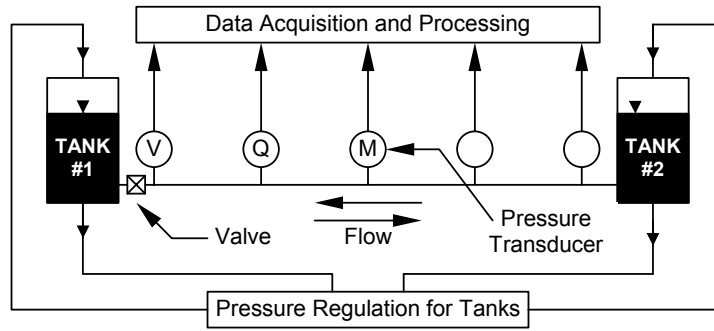 Data Acquisition and Processing
TANK
#1
V
Q
M
TANK
#2
Valve
Flow
Pressure
Transducer
Pressure Regulation for Tanks